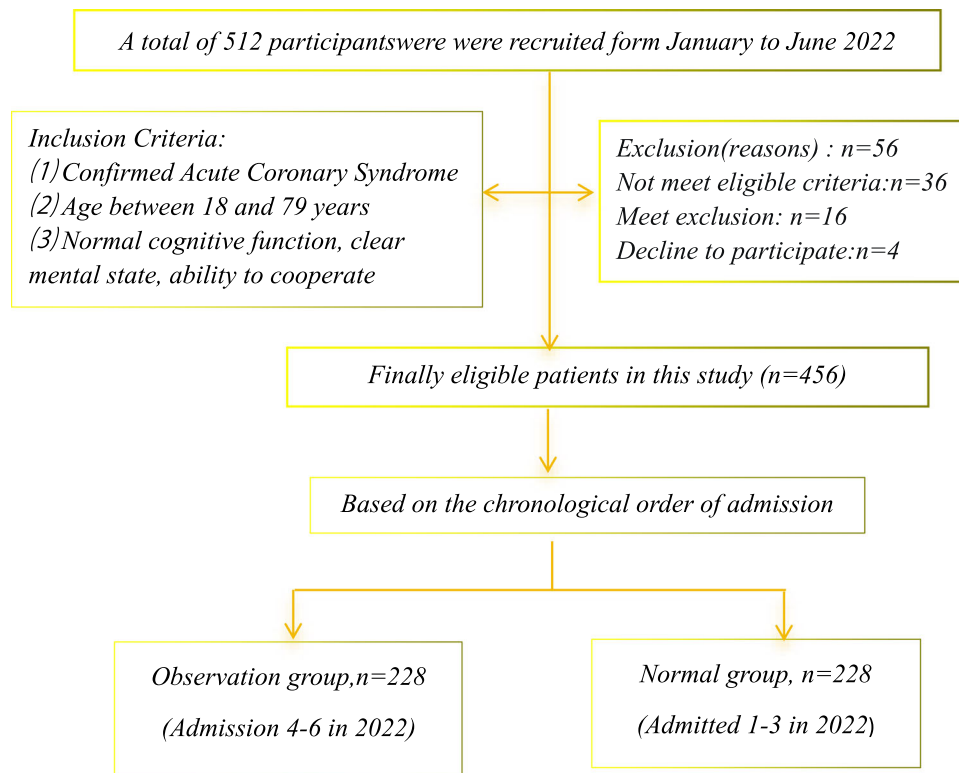 A total of 512 participantswere were recruited form January to June 2022
Inclusion Criteria:
(1) Confirmed Acute Coronary Syndrome
(2) Age between 18 and 79 years
(3) Normal cognitive function, clear
mental state, ability to cooperate
Exclusion(reasons) : n=56
Not meet eligible criteria:n=36
Meet exclusion: n=16
Decline to participate:n=4
Finally eligible patients in this study (n=456)
Based on the chronological order of admission
Observation group,n=228
(Admission 4-6 in 2022)
Normal group, n=228
(Admitted 1-3 in 2022)